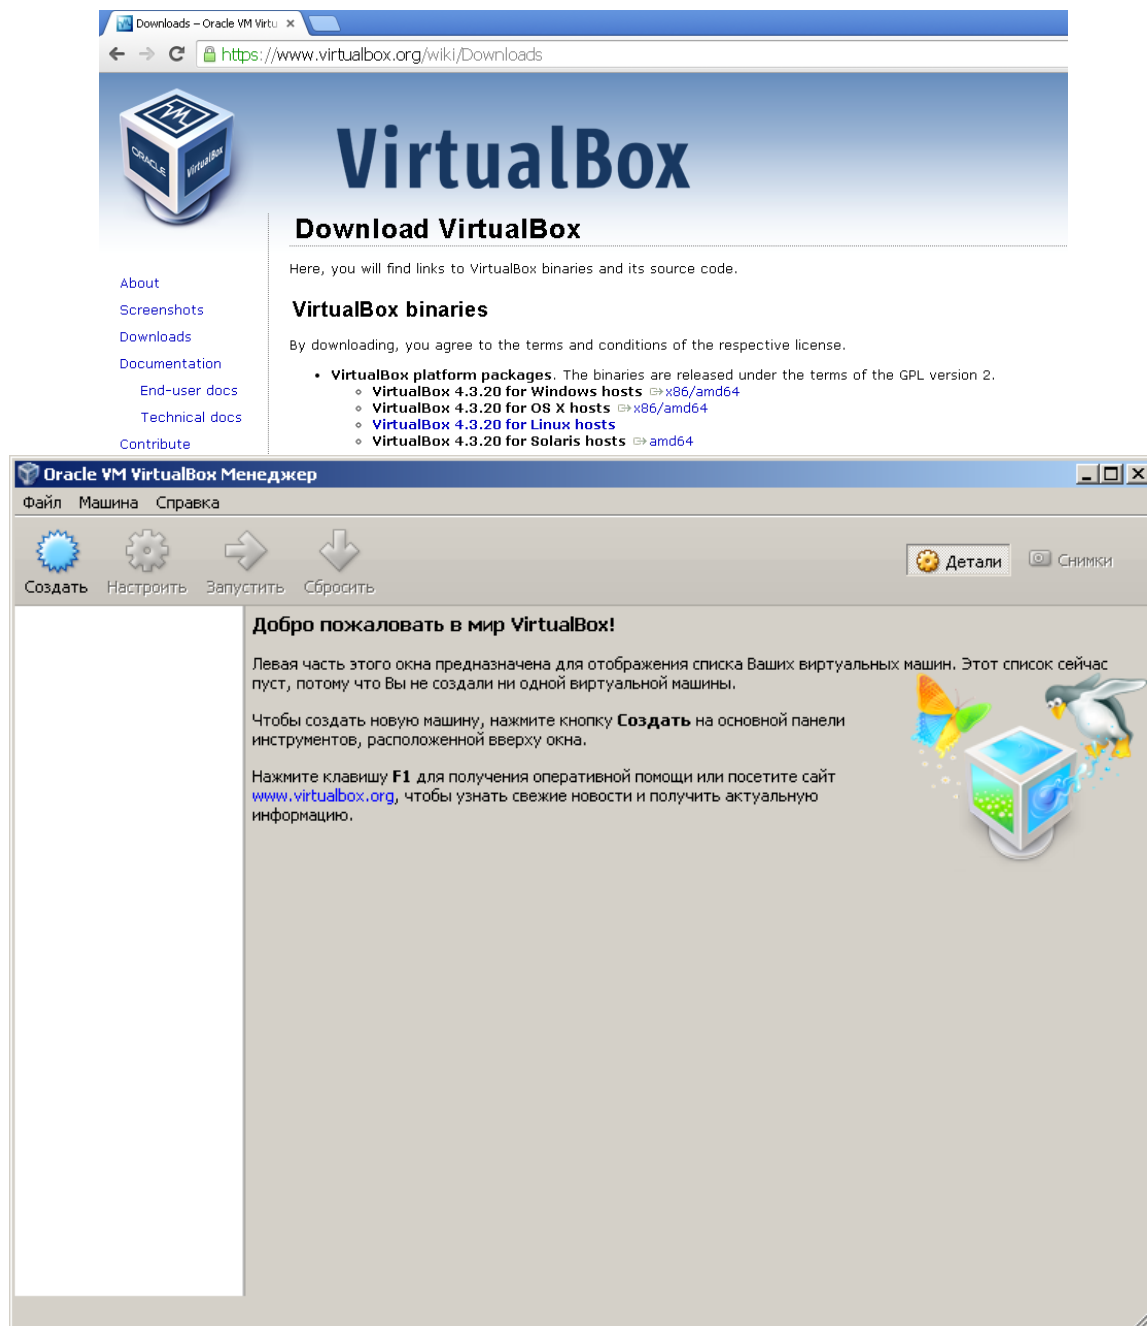 Downloads – Oracle VM Virtu
https://www.virtualbox.org/wiki/Downloads
ORACLE
VirtualBox
VirtualBox
Download VirtualBox
Here, you will find links to VirtualBox binaries and its source code.
About
Screenshots
Downloads
Documentation
End-user docs
Technical docs
Contribute
VirtualBox binaries
By downloading, you agree to the terms and conditions of the respective license.
• VirtualBox platform packages. The binaries are released under the terms of the GPL version 2.
VirtualBox 4.3.20 for Windows hosts x86/amd64
VirtualBox 4.3.20 for OS X hosts x86/amd64
VirtualBox 4.3.20 for Linux hosts
VirtualBox 4.3.20 for Solaris hosts amd64
Oracle VM VirtualBox Менеджер
Файл Машина Справка
Создать Настроить Запустить Сбросить
Детали Снимки
Добро пожаловать в мир VirtualBox!
Левая часть этого окна предназначена для отображения списка Ваших виртуальных машин. Этот список сейчас
пуст, потому что Вы не создали ни одной виртуальной машины.
Чтобы создать новую машину, нажмите кнопку Создать на основной панели
инструментов, расположенной вверху окна.
Нажмите клавишу F1 для получения оперативной помощи или посетите сайт
www.virtualbox.org, чтобы узнать свежие новости и получить актуальную
информацию.